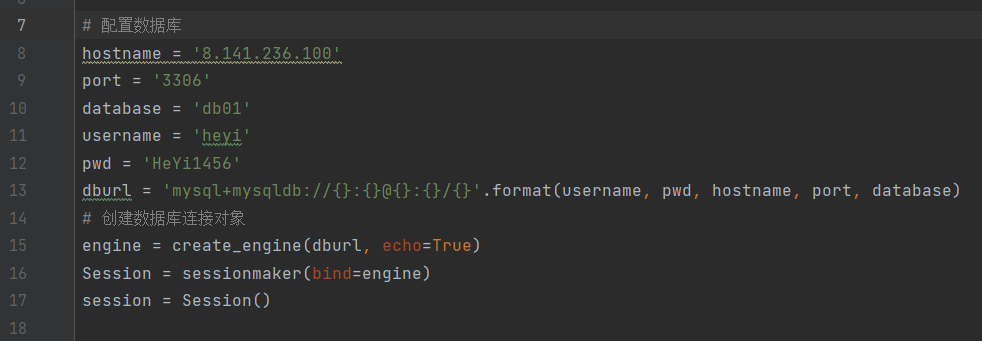 7 # 配置数据库
8 hostname = '8.141.236.100'
9 port = '3306'
10 database = 'db01'
11 username = 'heyi'
12 pwd = 'HeYi1456'
13 dburl = 'mysql+mysqldb://{}:{}@{}:{}/{}'.format(username, pwd, hostname, port, database)
14 # 创建数据库连接对象
15 engine = create_engine(dburl, echo=True)
16 Session = sessionmaker(bind=engine)
17 session = Session()
18